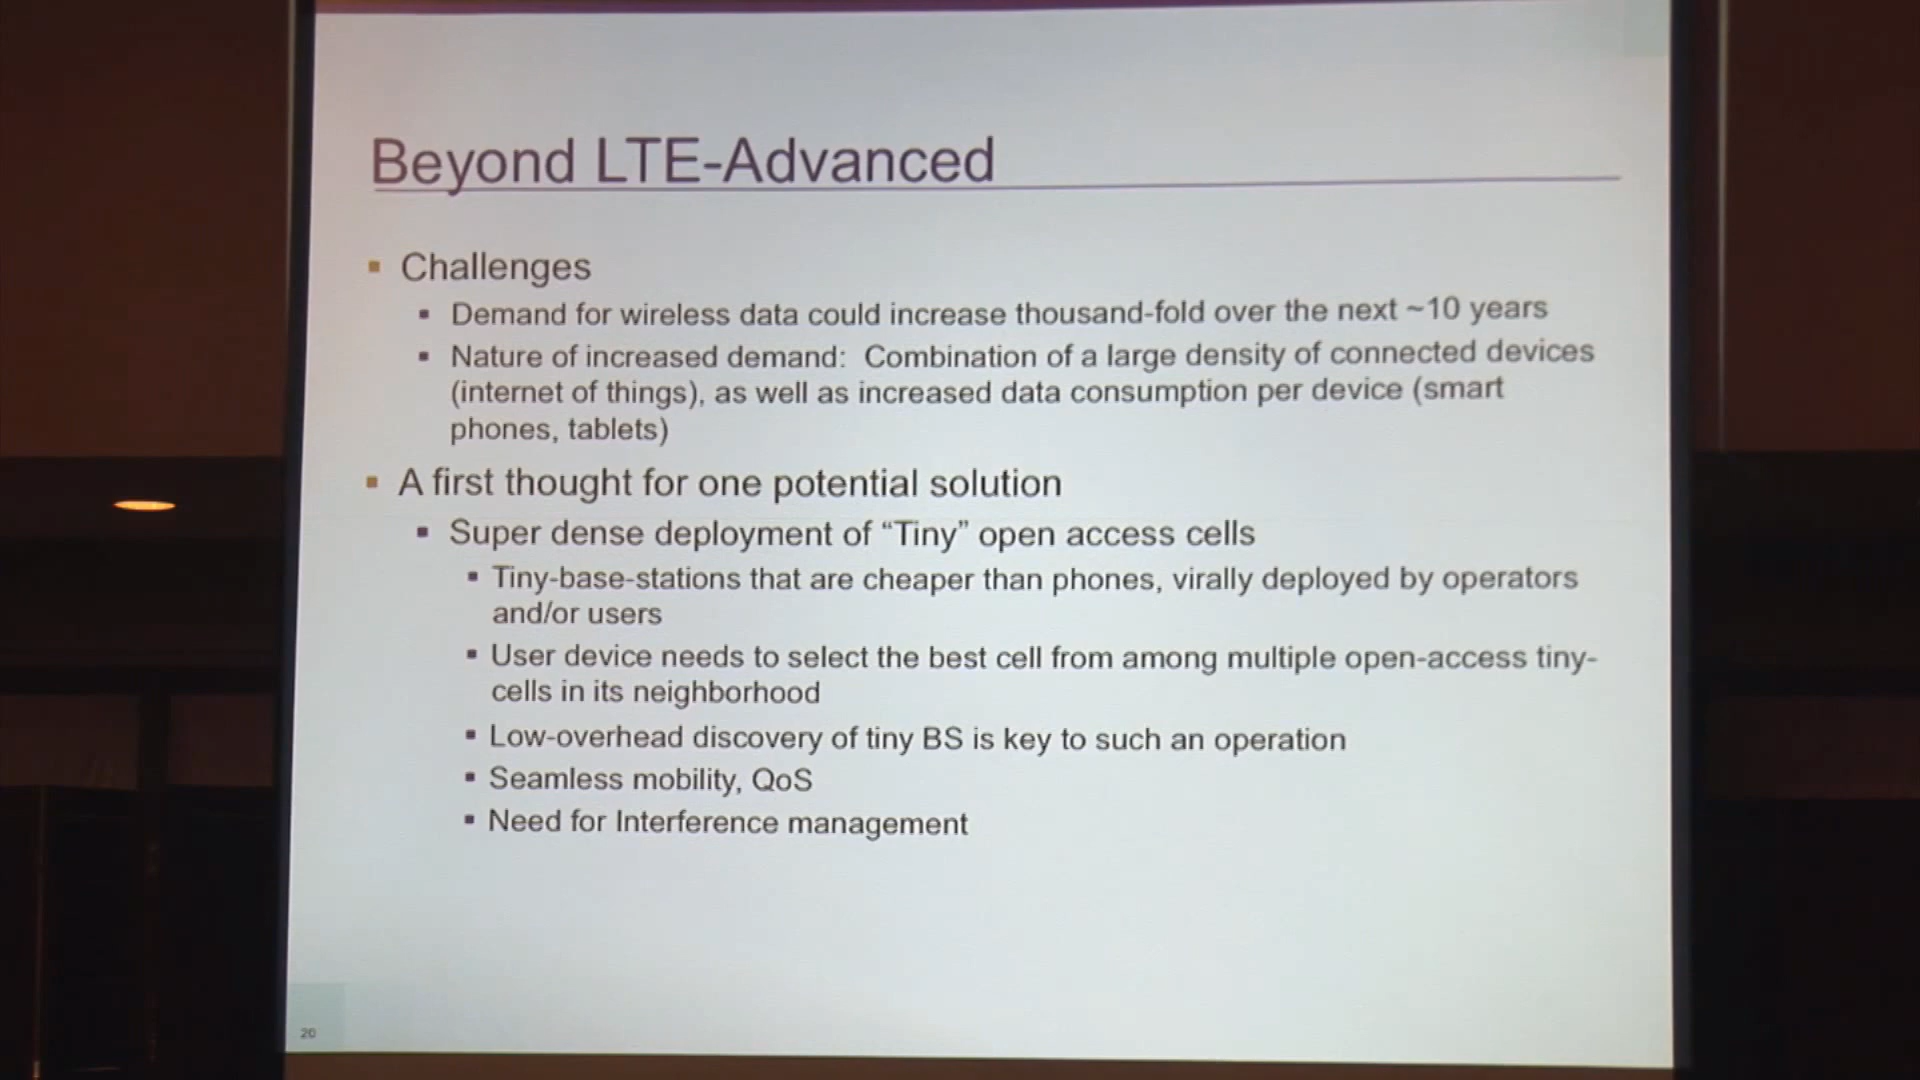 Beyond LTE-Advanced
Challenges
Demand for wireless data could increase thousand-fold over the next ~10 years
Nature of increased demand: Combination of a large density of connected devices
(internet of things), as well as increased data consumption per device (smart
phones, tablets)
A first thought for one potential solution
Super dense deployment of “Tiny” open access cells
Tiny-base-stations that are cheaper than phones, virally deployed by operators
and/or users
User device needs to select the best cell from among multiple open-access tiny-
cells in its neighborhood
Low-overhead discovery of tiny BS is key to such an operation
Seamless mobility, QoS
Need for Interference management
20